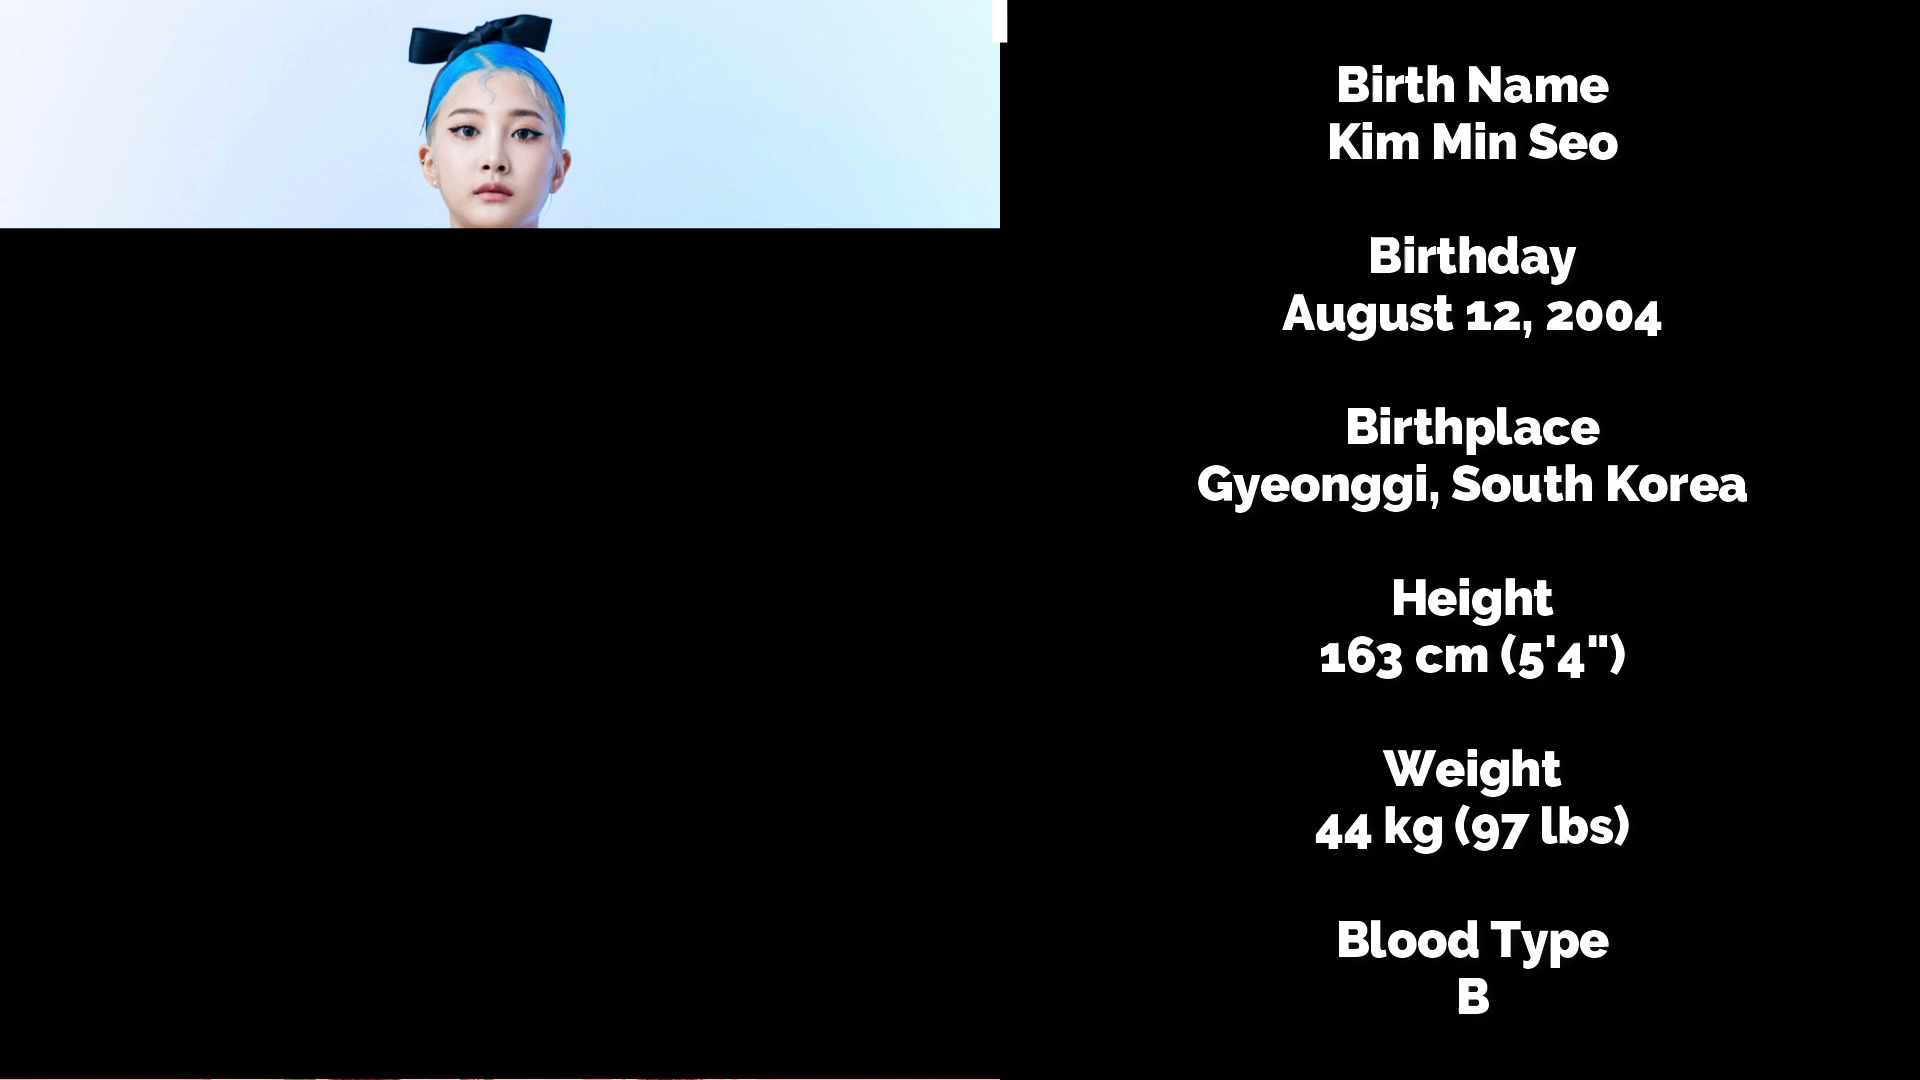 Birth Name
Kim Min Seo
Birthday
August 12, 2004
Birthplace
Gyeonggi, South Korea
Height
163 cm (5'4")
Weight
44 kg (97 lbs)
Blood Type
B